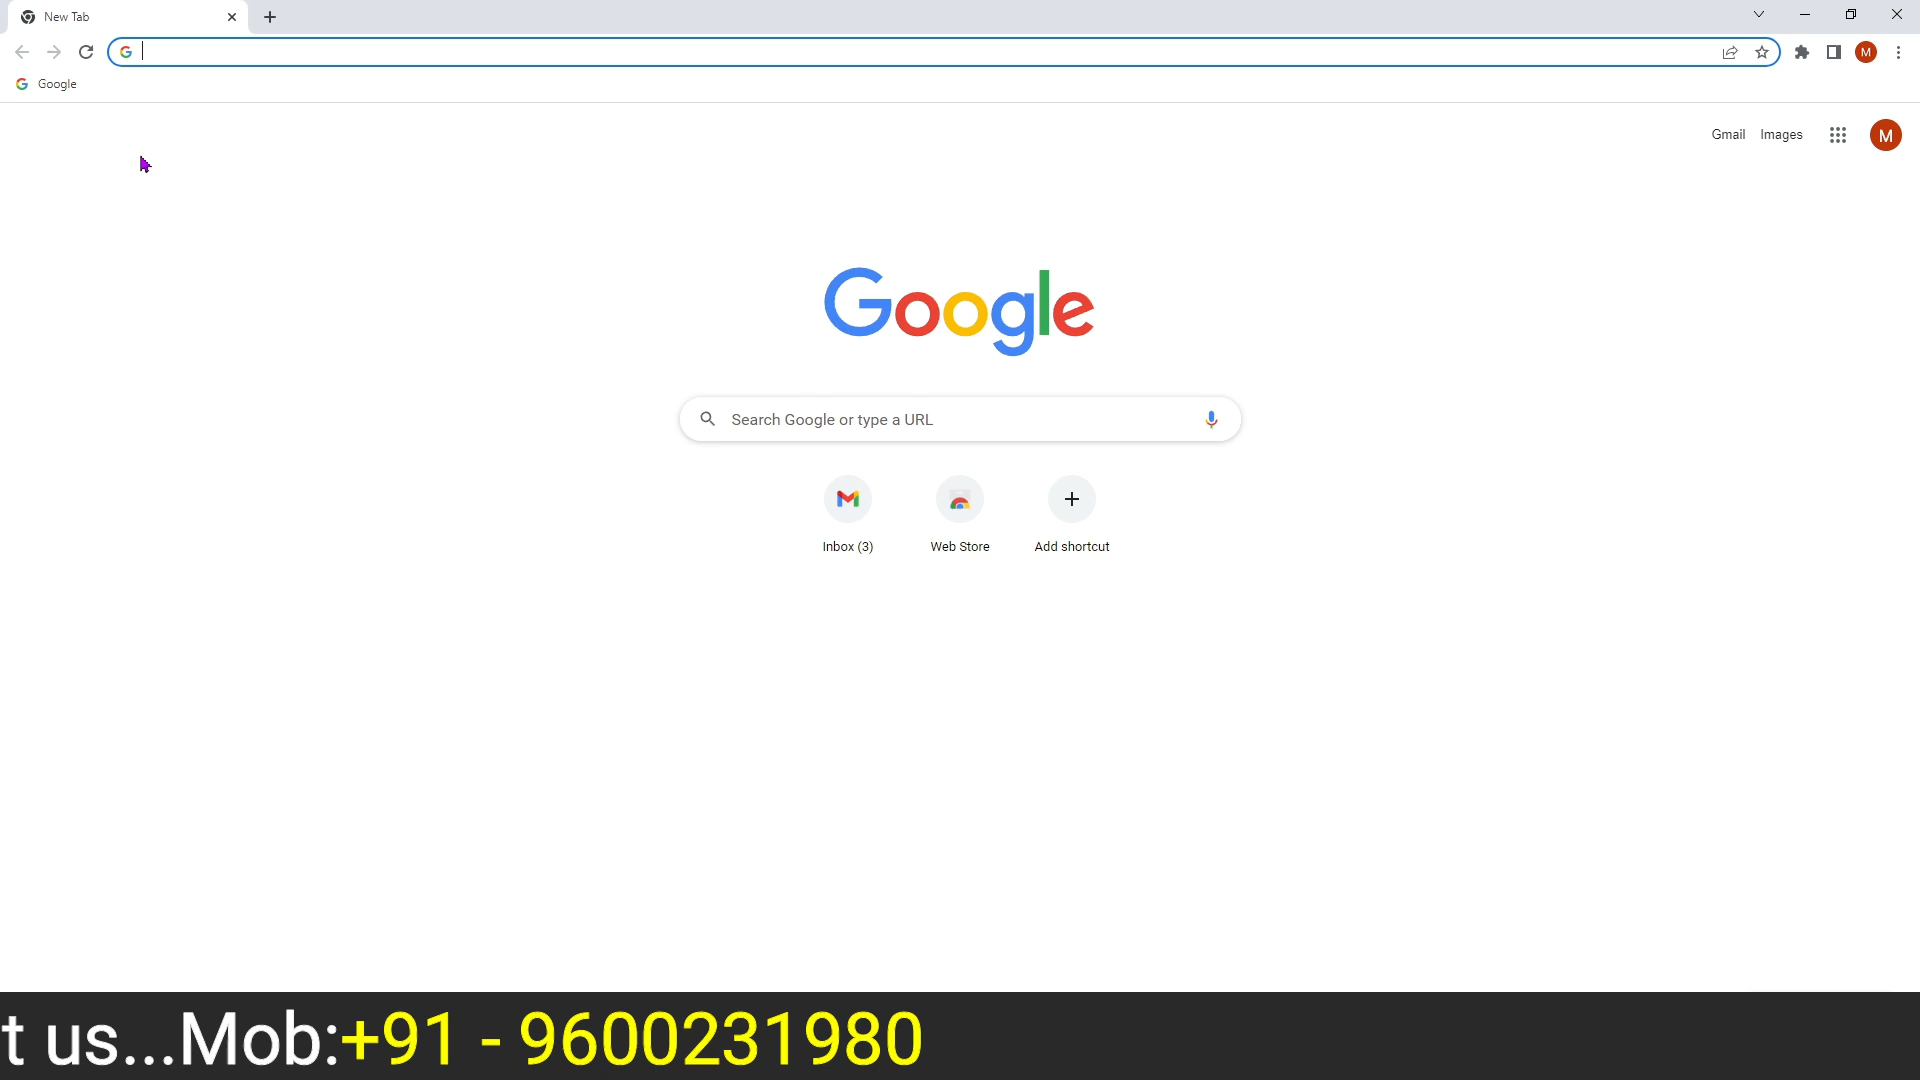 New Tab
Google
Gmail Images M
M
Google
Search Google or type a URL
Inbox (3) Web Store Add shortcut
t us...Mob:+91 - 9600231980